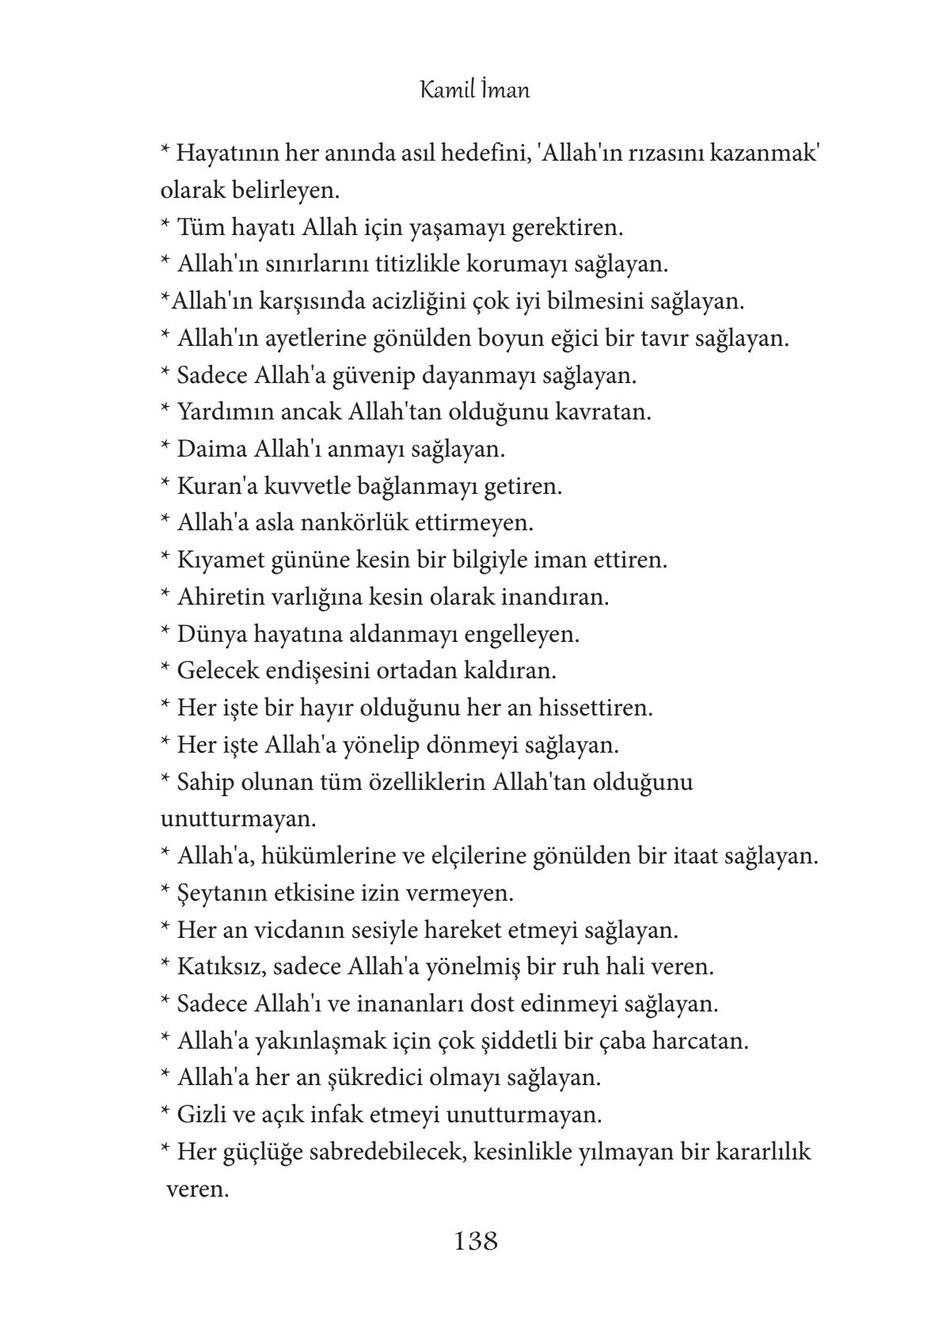 Kamil İman
* Hayatının her anında asıl hedefini, 'Allah'ın rızasını kazanmak'
olarak belirleyen.
* Tüm hayatı Allah için yaşamayı gerektiren.
* Allah'ın sınırlarını titizlikle korumayı sağlayan.
*Allah'ın karşısında acizliğini çok iyi bilmesini sağlayan.
* Allah'ın ayetlerine gönülden boyun eğici bir tavır sağlayan.
* Sadece Allah'a güvenip dayanmayı sağlayan.
* Yardımın ancak Allah'tan olduğunu kavratan.
* Daima Allah'ı anmayı sağlayan.
* Kuran'a kuvvetle bağlanmayı getiren.
* Allah'a asla nankörlük ettirmeyen.
* Kıyamet gününe kesin bir bilgiyle iman ettiren.
* Ahiretin varlığına kesin olarak inandıran.
* Dünya hayatına aldanmayı engelleyen.
* Gelecek endişesini ortadan kaldıran.
* Her işte bir hayır olduğunu her an hissettiren.
* Her işte Allah'a yönelip dönmeyi sağlayan.
* Sahip olunan tüm özelliklerin Allah'tan olduğunu
unutturmayan.
* Allah'a, hükümlerine ve elçilerine gönülden bir itaat sağlayan.
* Şeytanın etkisine izin vermeyen.
* Her an vicdanın sesiyle hareket etmeyi sağlayan.
* Katıksız, sadece Allah'a yönelmiş bir ruh hali veren.
* Sadece Allah'ı ve inananları dost edinmeyi sağlayan.
* Allah'a yakınlaşmak için çok şiddetli bir çaba harcatan.
* Allah'a her an şükredici olmayı sağlayan.
* Gizli ve açık infak etmeyi unutturmayan.
* Her güçlüğe sabredebilecek, kesinlikle yılmayan bir kararlılık
veren.
138